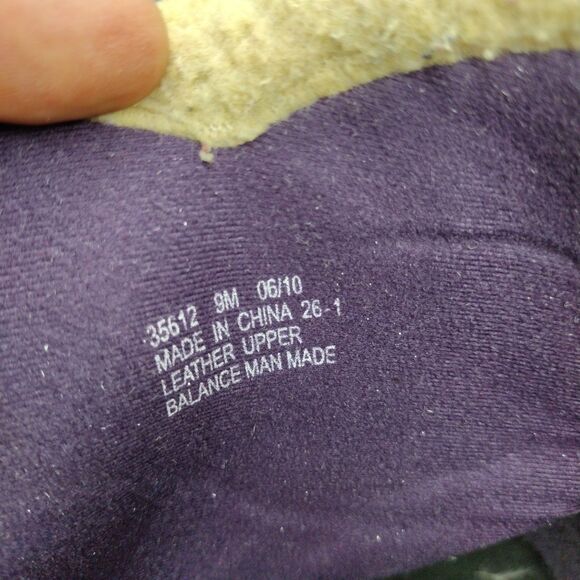 35612 9M 06/10
MADE IN CHINA 26-1
LEATHER UPPER
BALANCE MAN MADE